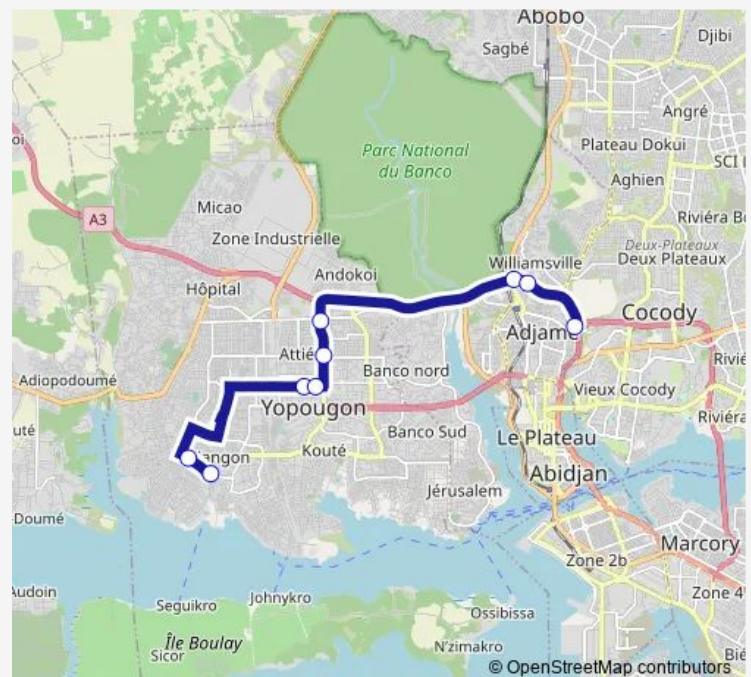 Abobo
Sagbé
Djibi
Angré
Parc National
du Banco
Plateau Dokui
SCI
Aghien
A3
Micao
Riviéra
Zone Industrielle
Deux-Plateaux
Williamsville
Deux Plateaux
Andokoi
Hôpital
Cocody
Adjamé
Attié
Banco nord
Adiopodoumé
Vieux Cocody
Yopougon
Riviéra
Banco Sud
Le Plateau
Kouté
Abidjan
Jérusalem
-Doumé
Marcory
Zone 2b
Johnykro
Zone 4
Seguikro
Ossibissa
Île Boulay
N'zimakro
Sicor
© OpenStreetMap contributors